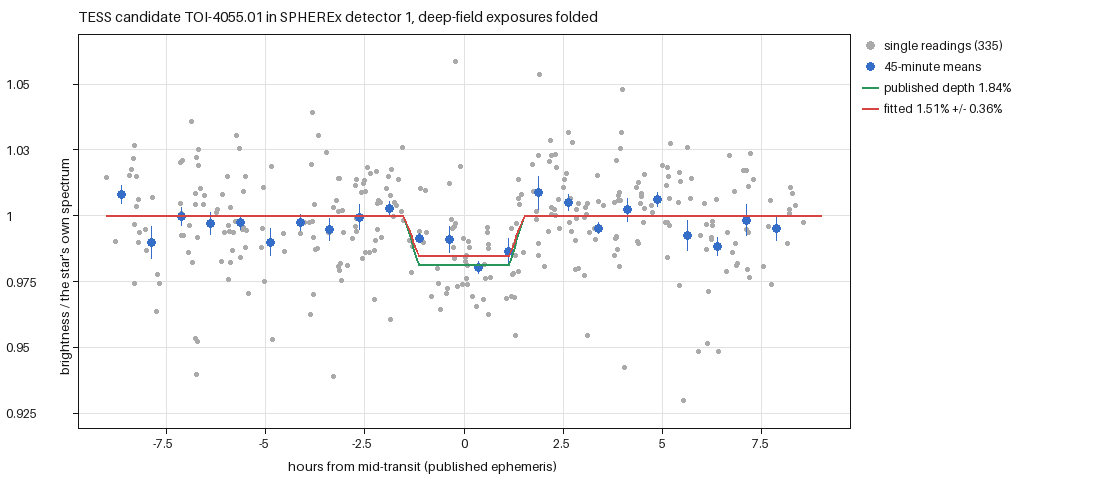 TESS candidate TOI-4055.01 in SPHEREx detector 1, deep-field exposures folded
single readings (335)
45-minute means
published depth 1.84%
fitted 1.51% +/- 0.36%
brightness / the star's own spectrum
1.05
1.03
1
0.975
0.95
0.925
-7.5 -5 -2.5 0 2.5 5 7.5
hours from mid-transit (published ephemeris)